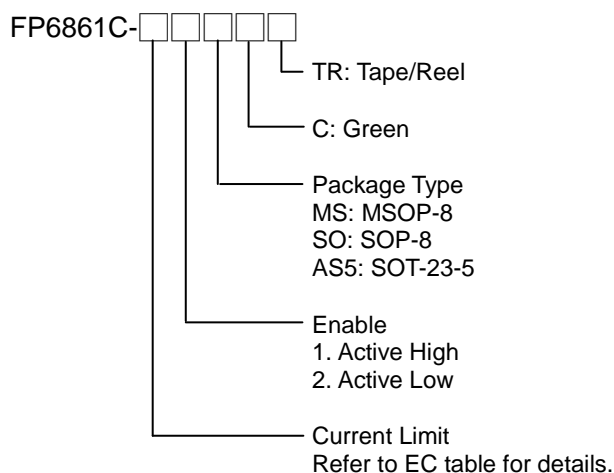 FP6861C-
TR: Tape/Reel
C: Green
Package Type
MS: MSOP-8
SO: SOP-8
AS5: SOT-23-5
Enable
1. Active High
2. Active Low
Current Limit
Refer to EC table for details.